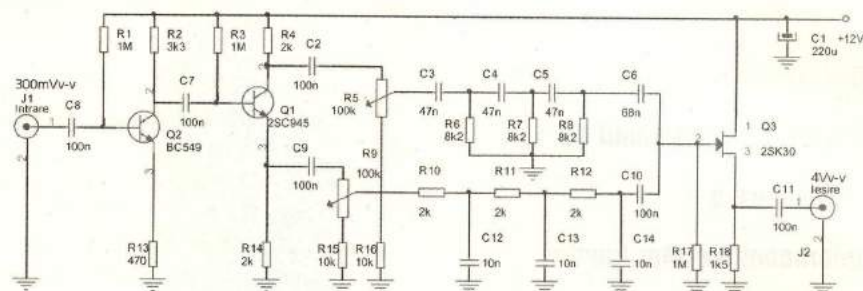 R1
1M
R2
3k3
R3
1M
R4
2k
C2
100n
C1
220u
+12V
300mVv-v
J1
Intrare
C8
100n
C7
100n
Q2
BC549
Q1
2SC945
R5
100k
C3
47n
C4
47n
C5
47n
C6
68n
R6
8k2
R7
8k2
R8
8k2
Q3
2SK30
C9
100n
R9
100k
R10
2k
R11
2k
R12
2k
C10
100n
4Vv-v
Iesire
C11
100n
J2
R13
470
R14
2k
R15
10k
R16
10k
C12
10n
C13
10n
C14
10n
R17
1M
R18
1k5